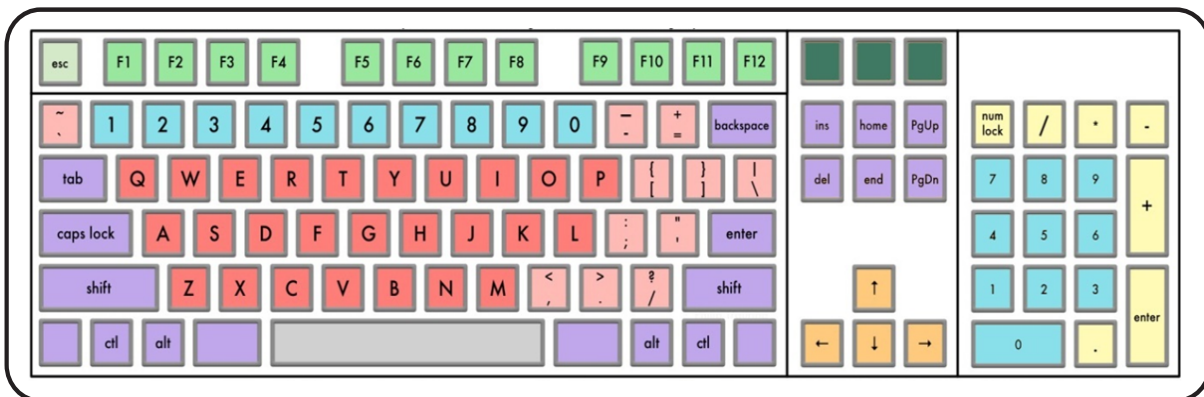 esc F1 F2 F3 F4 F5 F6 F7 F8 F9 F10 F11 F12
~ ` 1 2 3 4 5 6 7 8 9 0 — - + = backspace ins home PgUp num lock / * -
tab Q W E R T Y U I O P { [ } ] | \ del end PgDn 7 8 9 +
caps lock A S D F G H J K L : ; " ' enter 4 5 6
shift Z X C V B N M < , > . ? / shift ↑ 1 2 3 enter
ctl alt alt ctl ← ↓ → 0 .